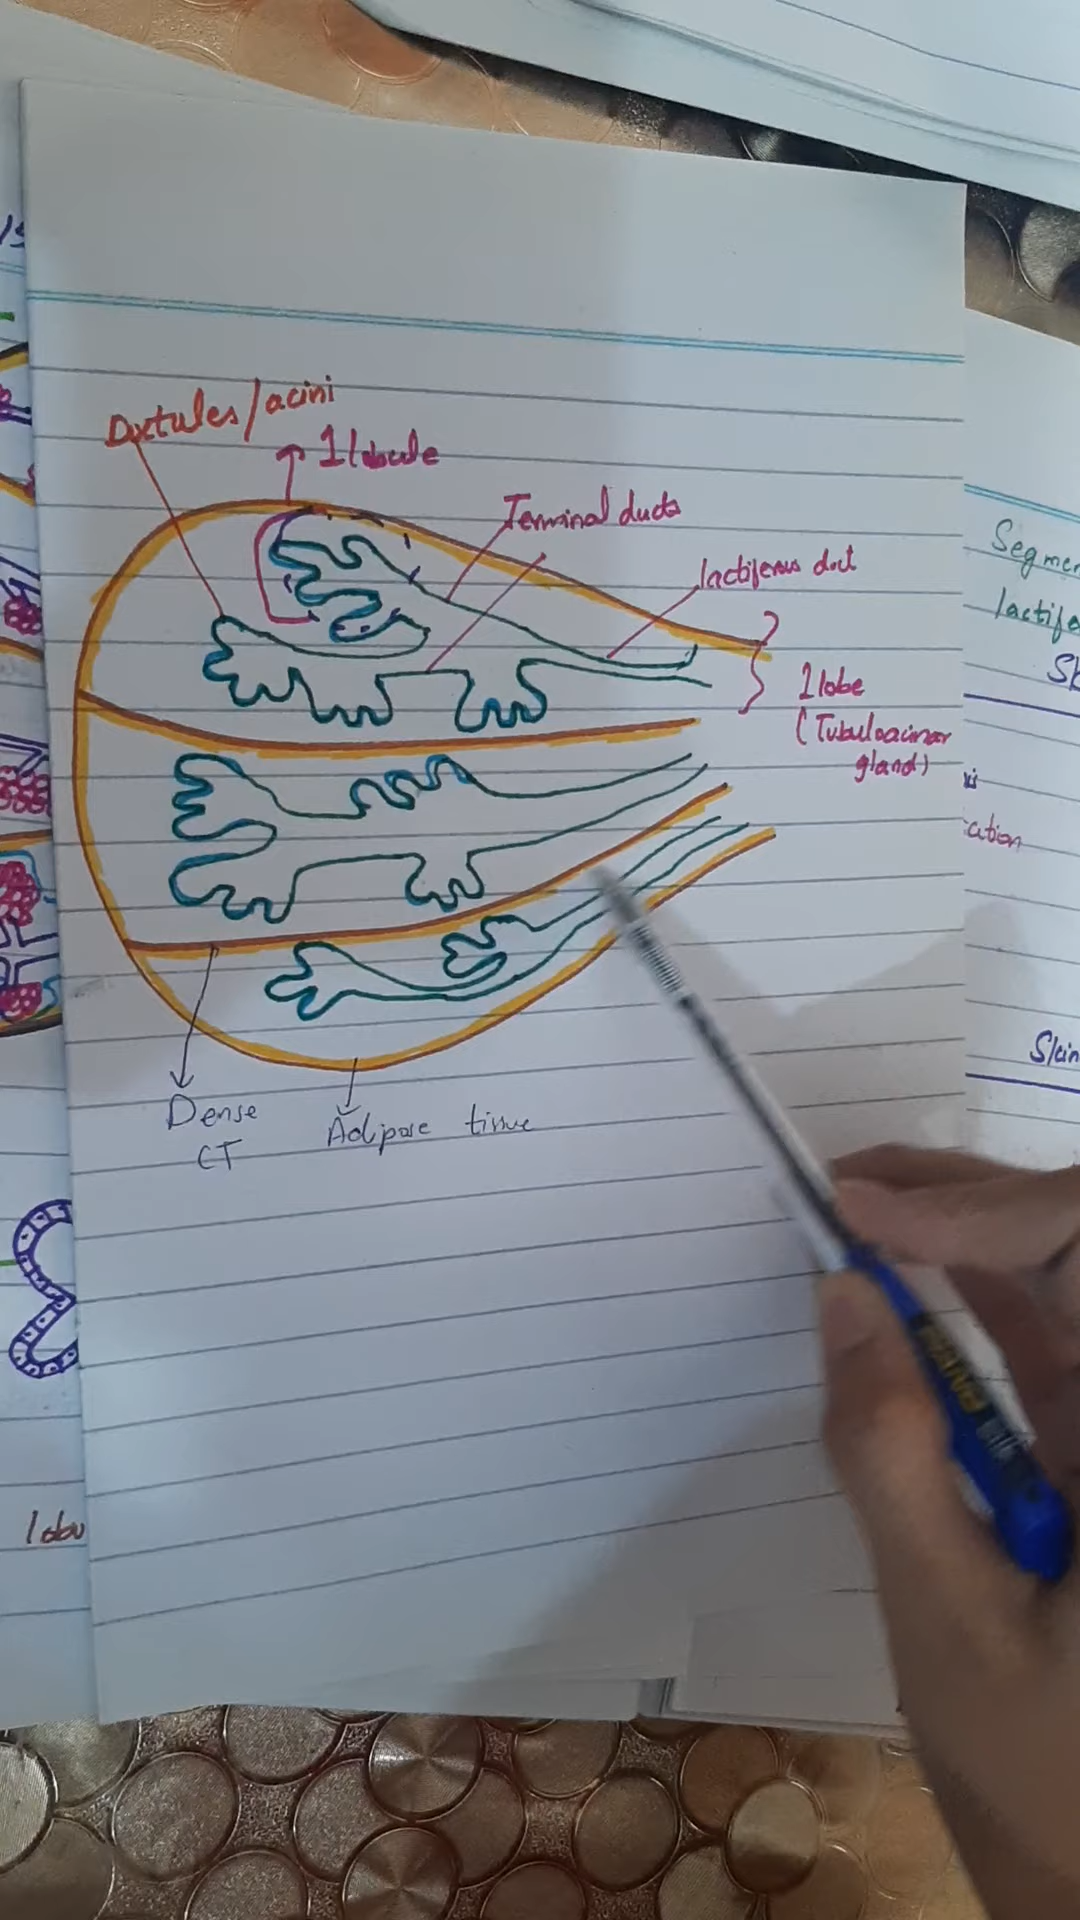 Ductules/acini
1 lobule
Terminal ducts
lactiferous duct
1 lobe
(Tubuloacinar
gland)
Dense
CT
Adipose tissue
Segmen
lactife
Sk
cation
Skin
lobu